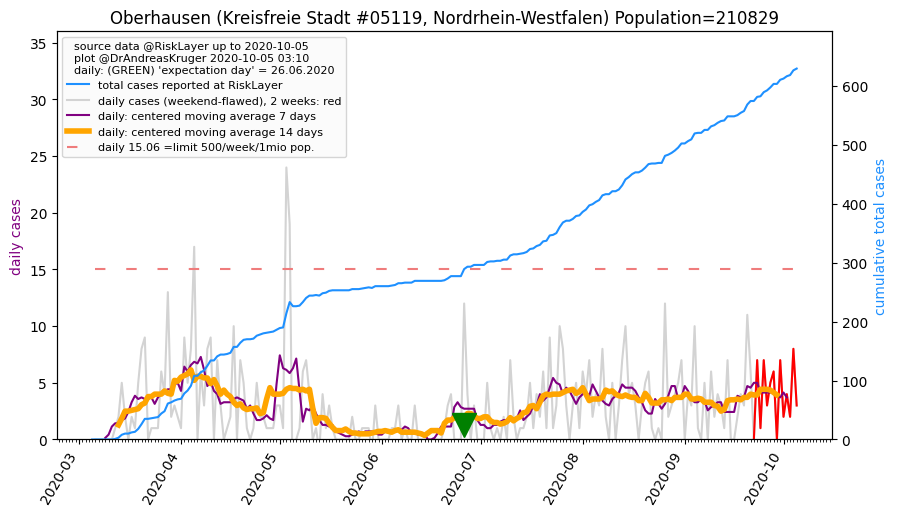 Oberhausen (Kreisfreie Stadt #05119, Nordrhein-Westfalen) Population=210829
source data @RiskLayer up to 2020-10-05
plot @DrAndreasKruger 2020-10-05 03:10
daily: (GREEN) 'expectation day' = 26.06.2020
total cases reported at RiskLayer
daily cases (weekend-flawed), 2 weeks: red
daily: centered moving average 7 days
daily: centered moving average 14 days
daily 15.06 =limit 500/week/1mio pop.
daily cases
35
30
25
20
15
10
5
0
cumulative total cases
600
500
400
300
200
100
0
2020-03
2020-04
2020-05
2020-06
2020-07
2020-08
2020-09
2020-10